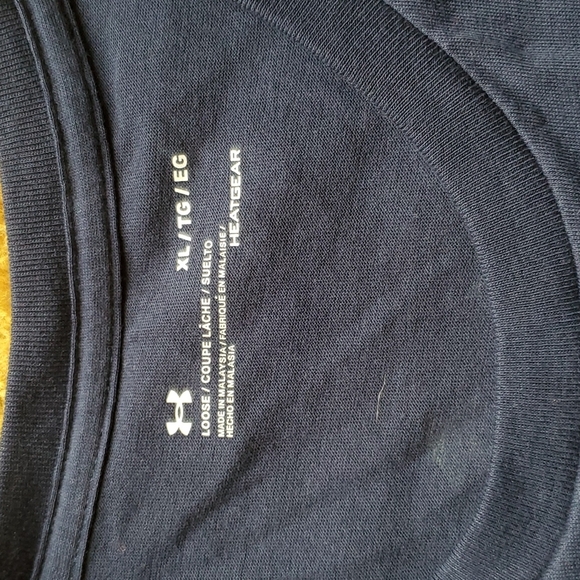 XL / TG / EG
LOOSE / COUPE LÂCHE / SUELTO
MADE IN MALAYSIA / FABRIQUÉ EN MALAISIE /
HECHO EN MALASIA
HEATGEAR